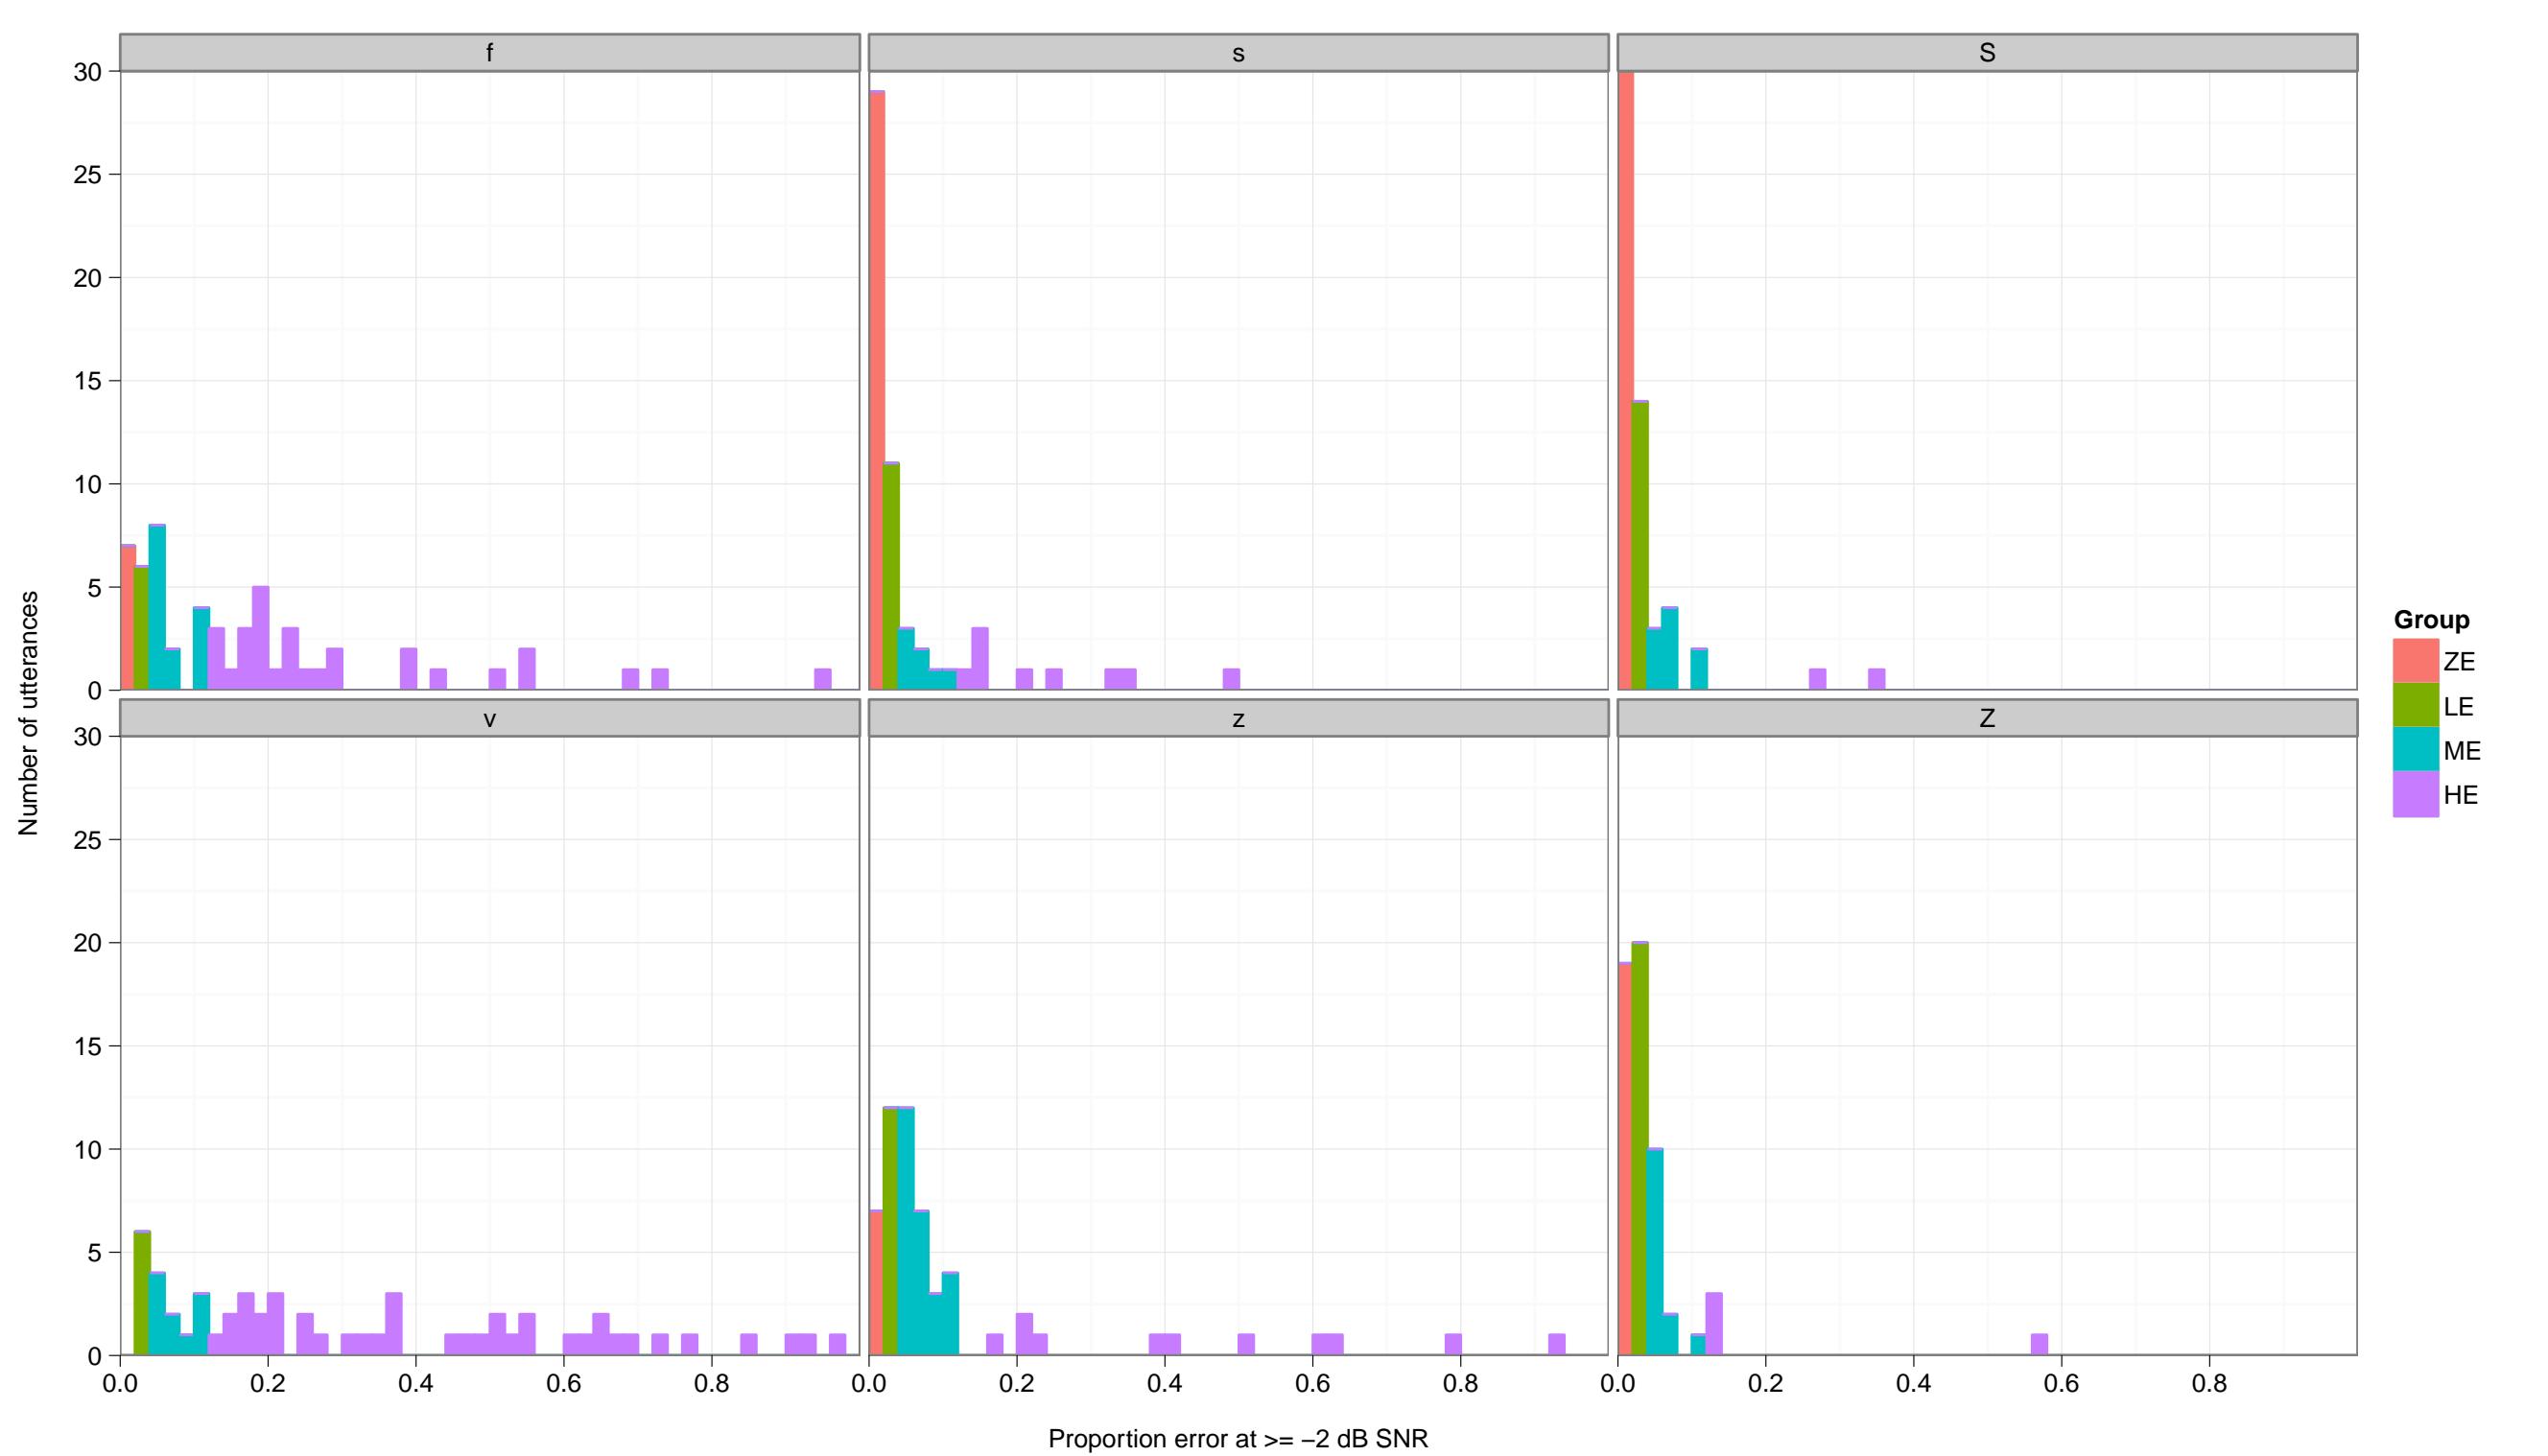 f s S
30
25
20
15
10
5
0
v z Z
30
25
20
15
10
5
0
0.0 0.2 0.4 0.6 0.8 0.0 0.2 0.4 0.6 0.8 0.0 0.2 0.4 0.6 0.8
Proportion error at >= −2 dB SNR
Number of utterances
Group
ZE
LE
ME
HE